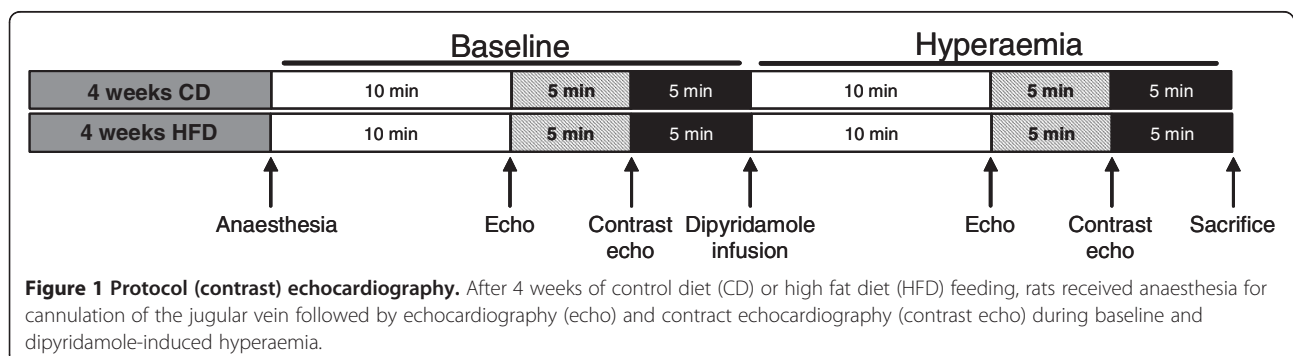 Baseline Hyperaemia
4 weeks CD 10 min 5 min 5 min 10 min 5 min 5 min
4 weeks HFD 10 min 5 min 5 min 10 min 5 min 5 min
Anaesthesia Echo Contrast Dipyridamole Echo Contrast Sacrifice
echo infusion echo
Figure 1 Protocol (contrast) echocardiography. After 4 weeks of control diet (CD) or high fat diet (HFD) feeding, rats received anaesthesia for
cannulation of the jugular vein followed by echocardiography (echo) and contract echocardiography (contrast echo) during baseline and
dipyridamole-induced hyperaemia.